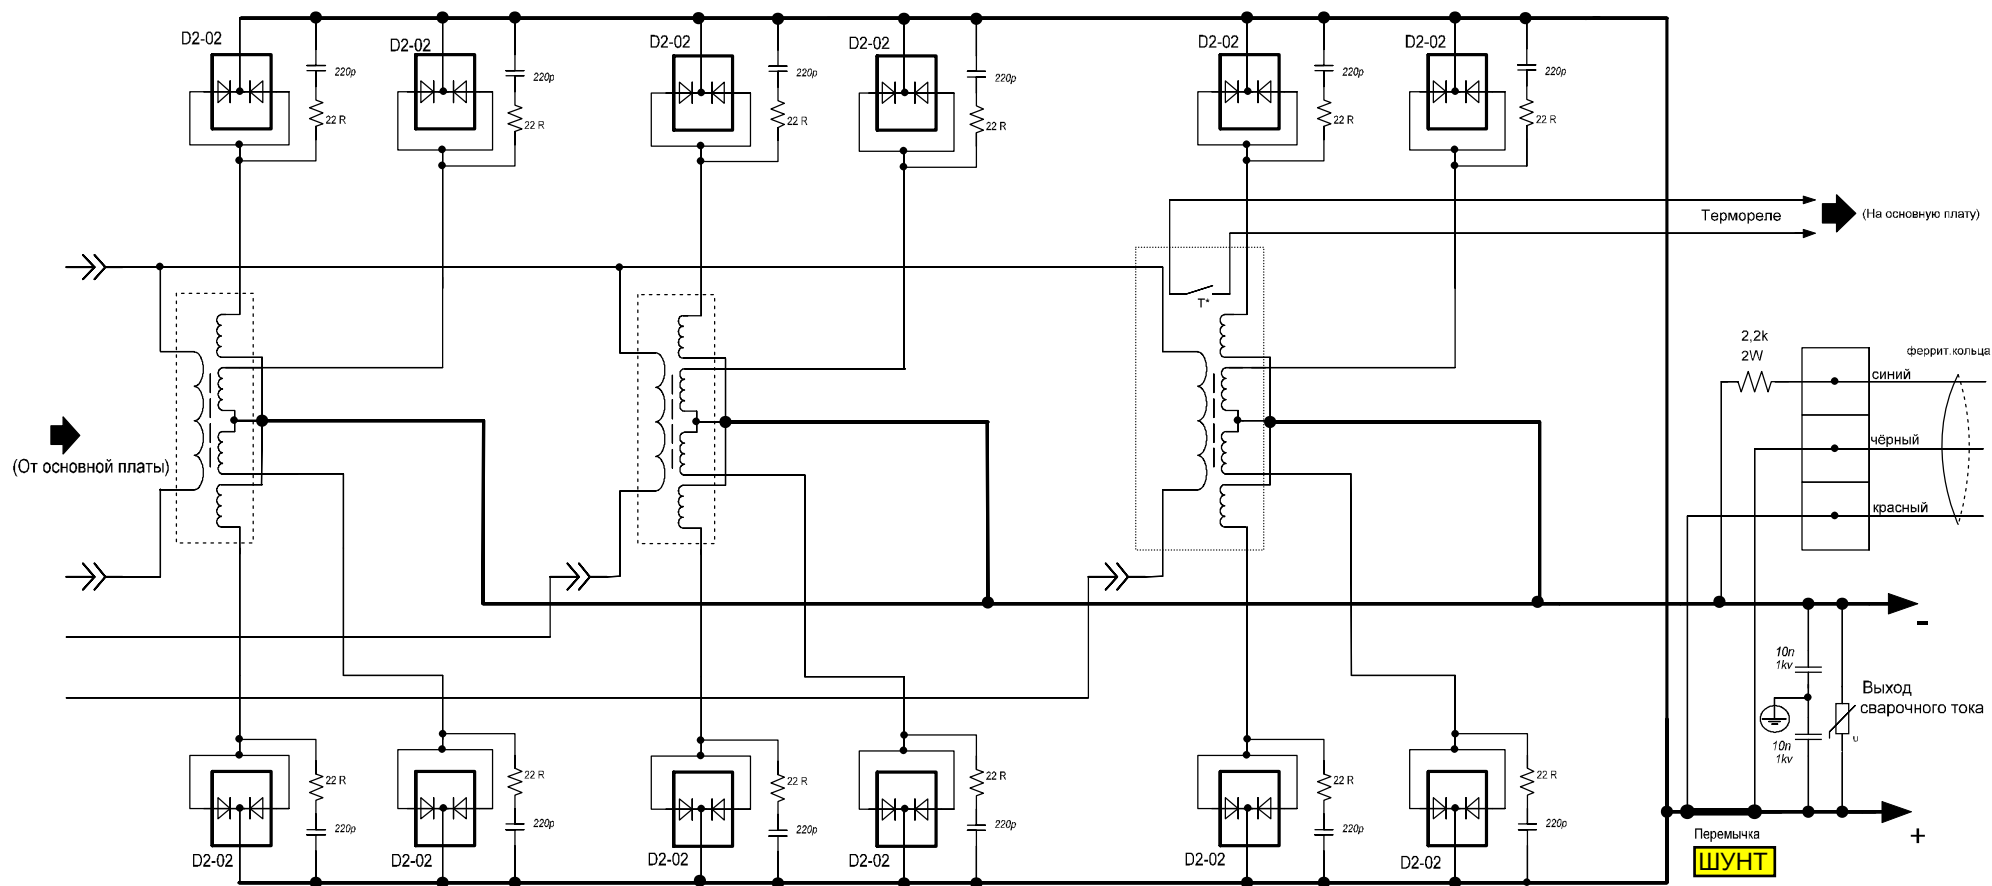 D2-02
220p
22 R
D2-02
220p
22 R
D2-02
220p
22 R
D2-02
220p
22 R
D2-02
220p
22 R
D2-02
220p
22 R
Термореле
(На основную плату)
T*
2,2k
2W
феррит.кольца
синий
чёрный
красный
(От основной платы)
-
10n
1kv
10n
1kv
u
Выход
сварочного тока
+
Перемычка
ШУНТ
22 R
220p
D2-02
22 R
220p
D2-02
22 R
220p
D2-02
22 R
220p
D2-02
22 R
220p
D2-02
22 R
220p
D2-02